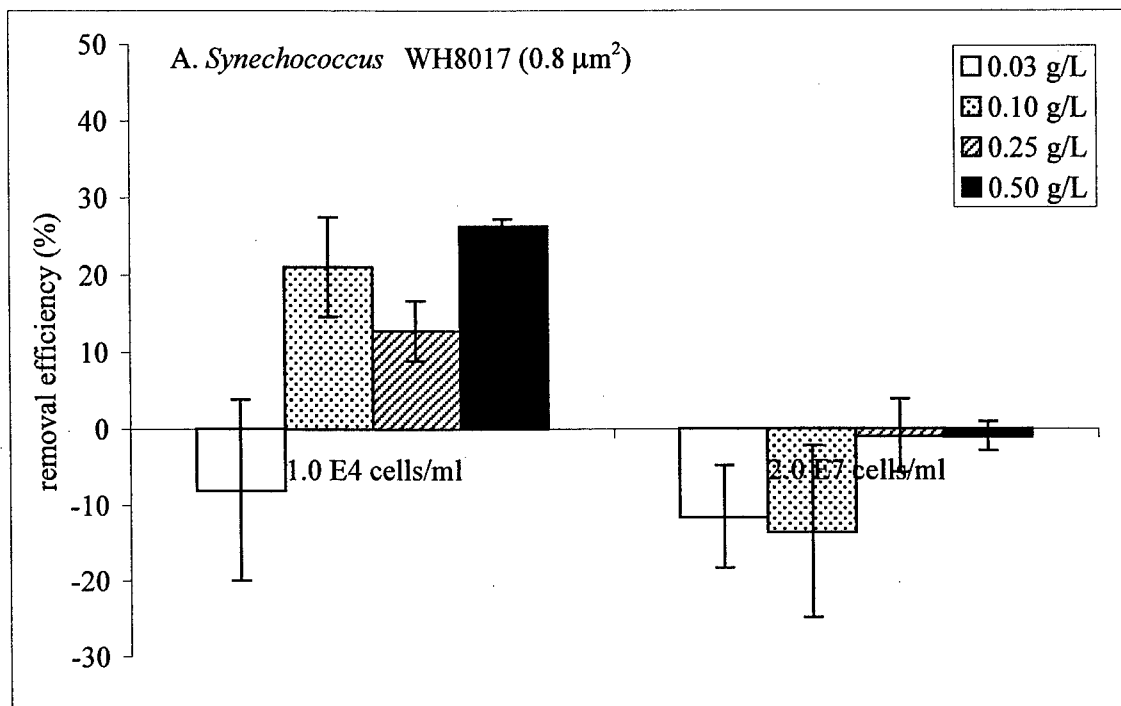 A. Synechococcus WH8017 (0.8 μm²)
0.03 g/L
0.10 g/L
0.25 g/L
0.50 g/L
removal efficiency (%)
50
40
30
20
10
0
-10
-20
-30
1.0 E4 cells/ml
2.0 E7 cells/ml